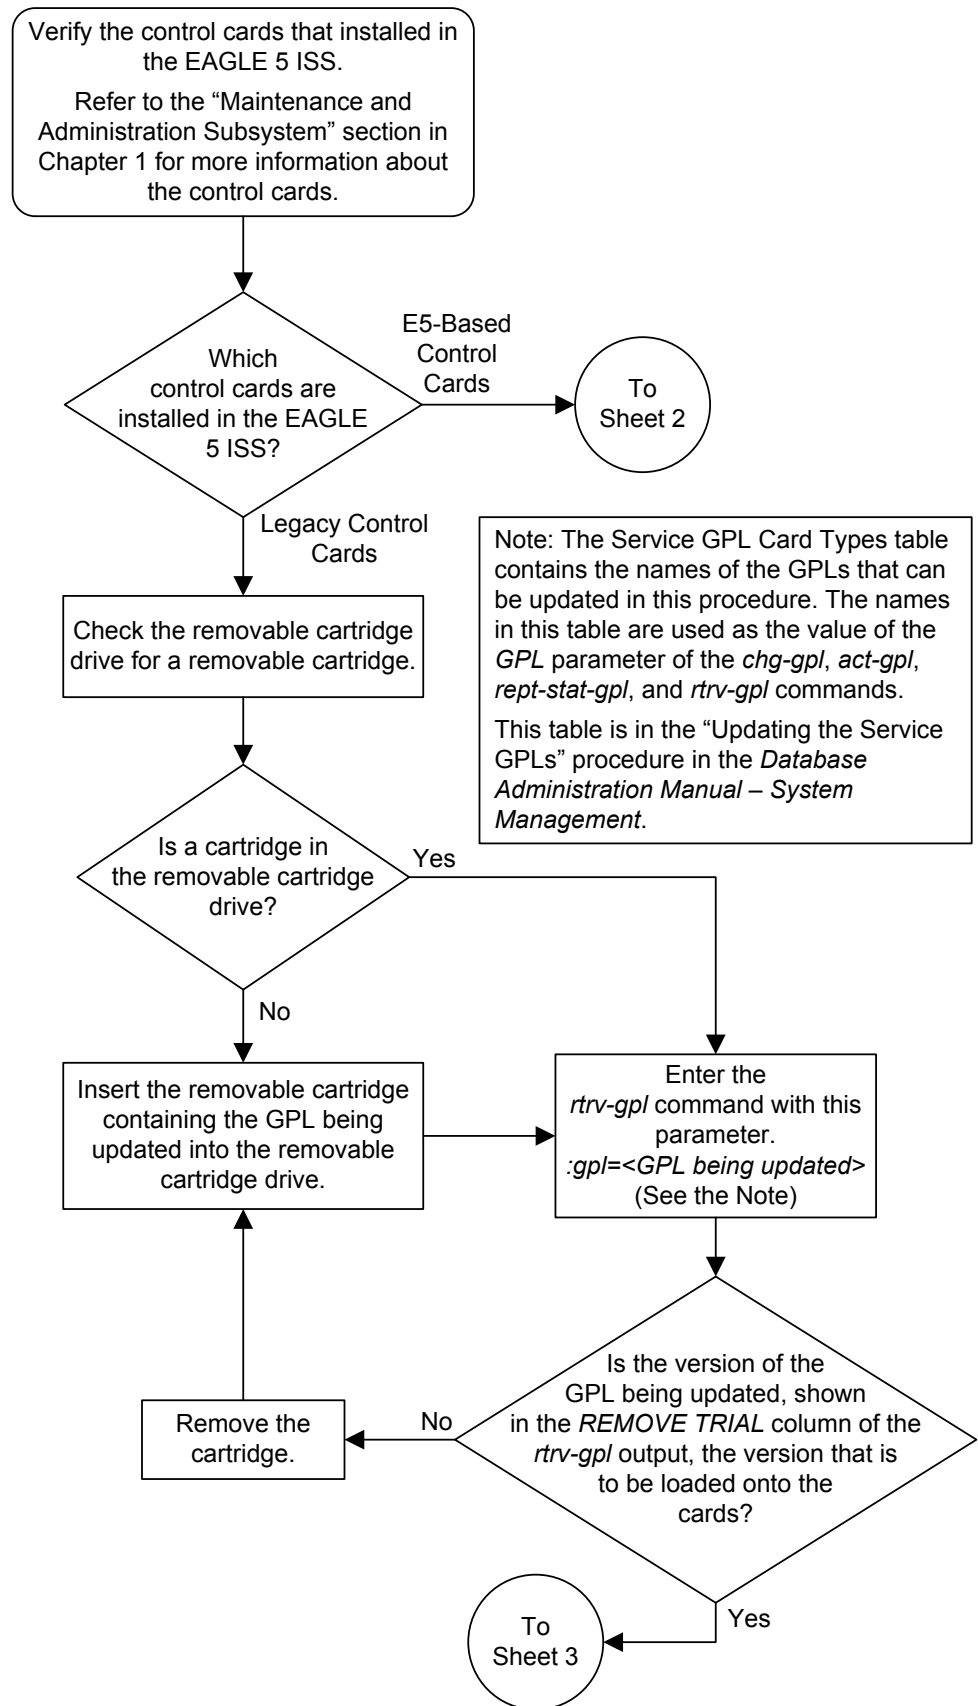 Verify the control cards that installed in
the EAGLE 5 ISS.
Refer to the “Maintenance and
Administration Subsystem” section in
Chapter 1 for more information about
the control cards.
Which
control cards are
installed in the EAGLE
5 ISS?
E5-Based
Control
Cards
To
Sheet 2
Legacy Control
Cards
Note: The Service GPL Card Types table
contains the names of the GPLs that can
be updated in this procedure. The names
in this table are used as the value of the
GPL parameter of the chg-gpl, act-gpl,
rept-stat-gpl, and rtrv-gpl commands.
This table is in the “Updating the Service
GPLs” procedure in the Database
Administration Manual – System
Management.
Check the removable cartridge
drive for a removable cartridge.
Is a cartridge in
the removable cartridge
drive?
Yes
No
Insert the removable cartridge
containing the GPL being
updated into the removable
cartridge drive.
Enter the
rtrv-gpl command with this
parameter.
:gpl=<GPL being updated>
(See the Note)
Is the version of the
GPL being updated, shown
in the REMOVE TRIAL column of the
rtrv-gpl output, the version that is
to be loaded onto the
cards?
No
Remove the
cartridge.
Yes
To
Sheet 3